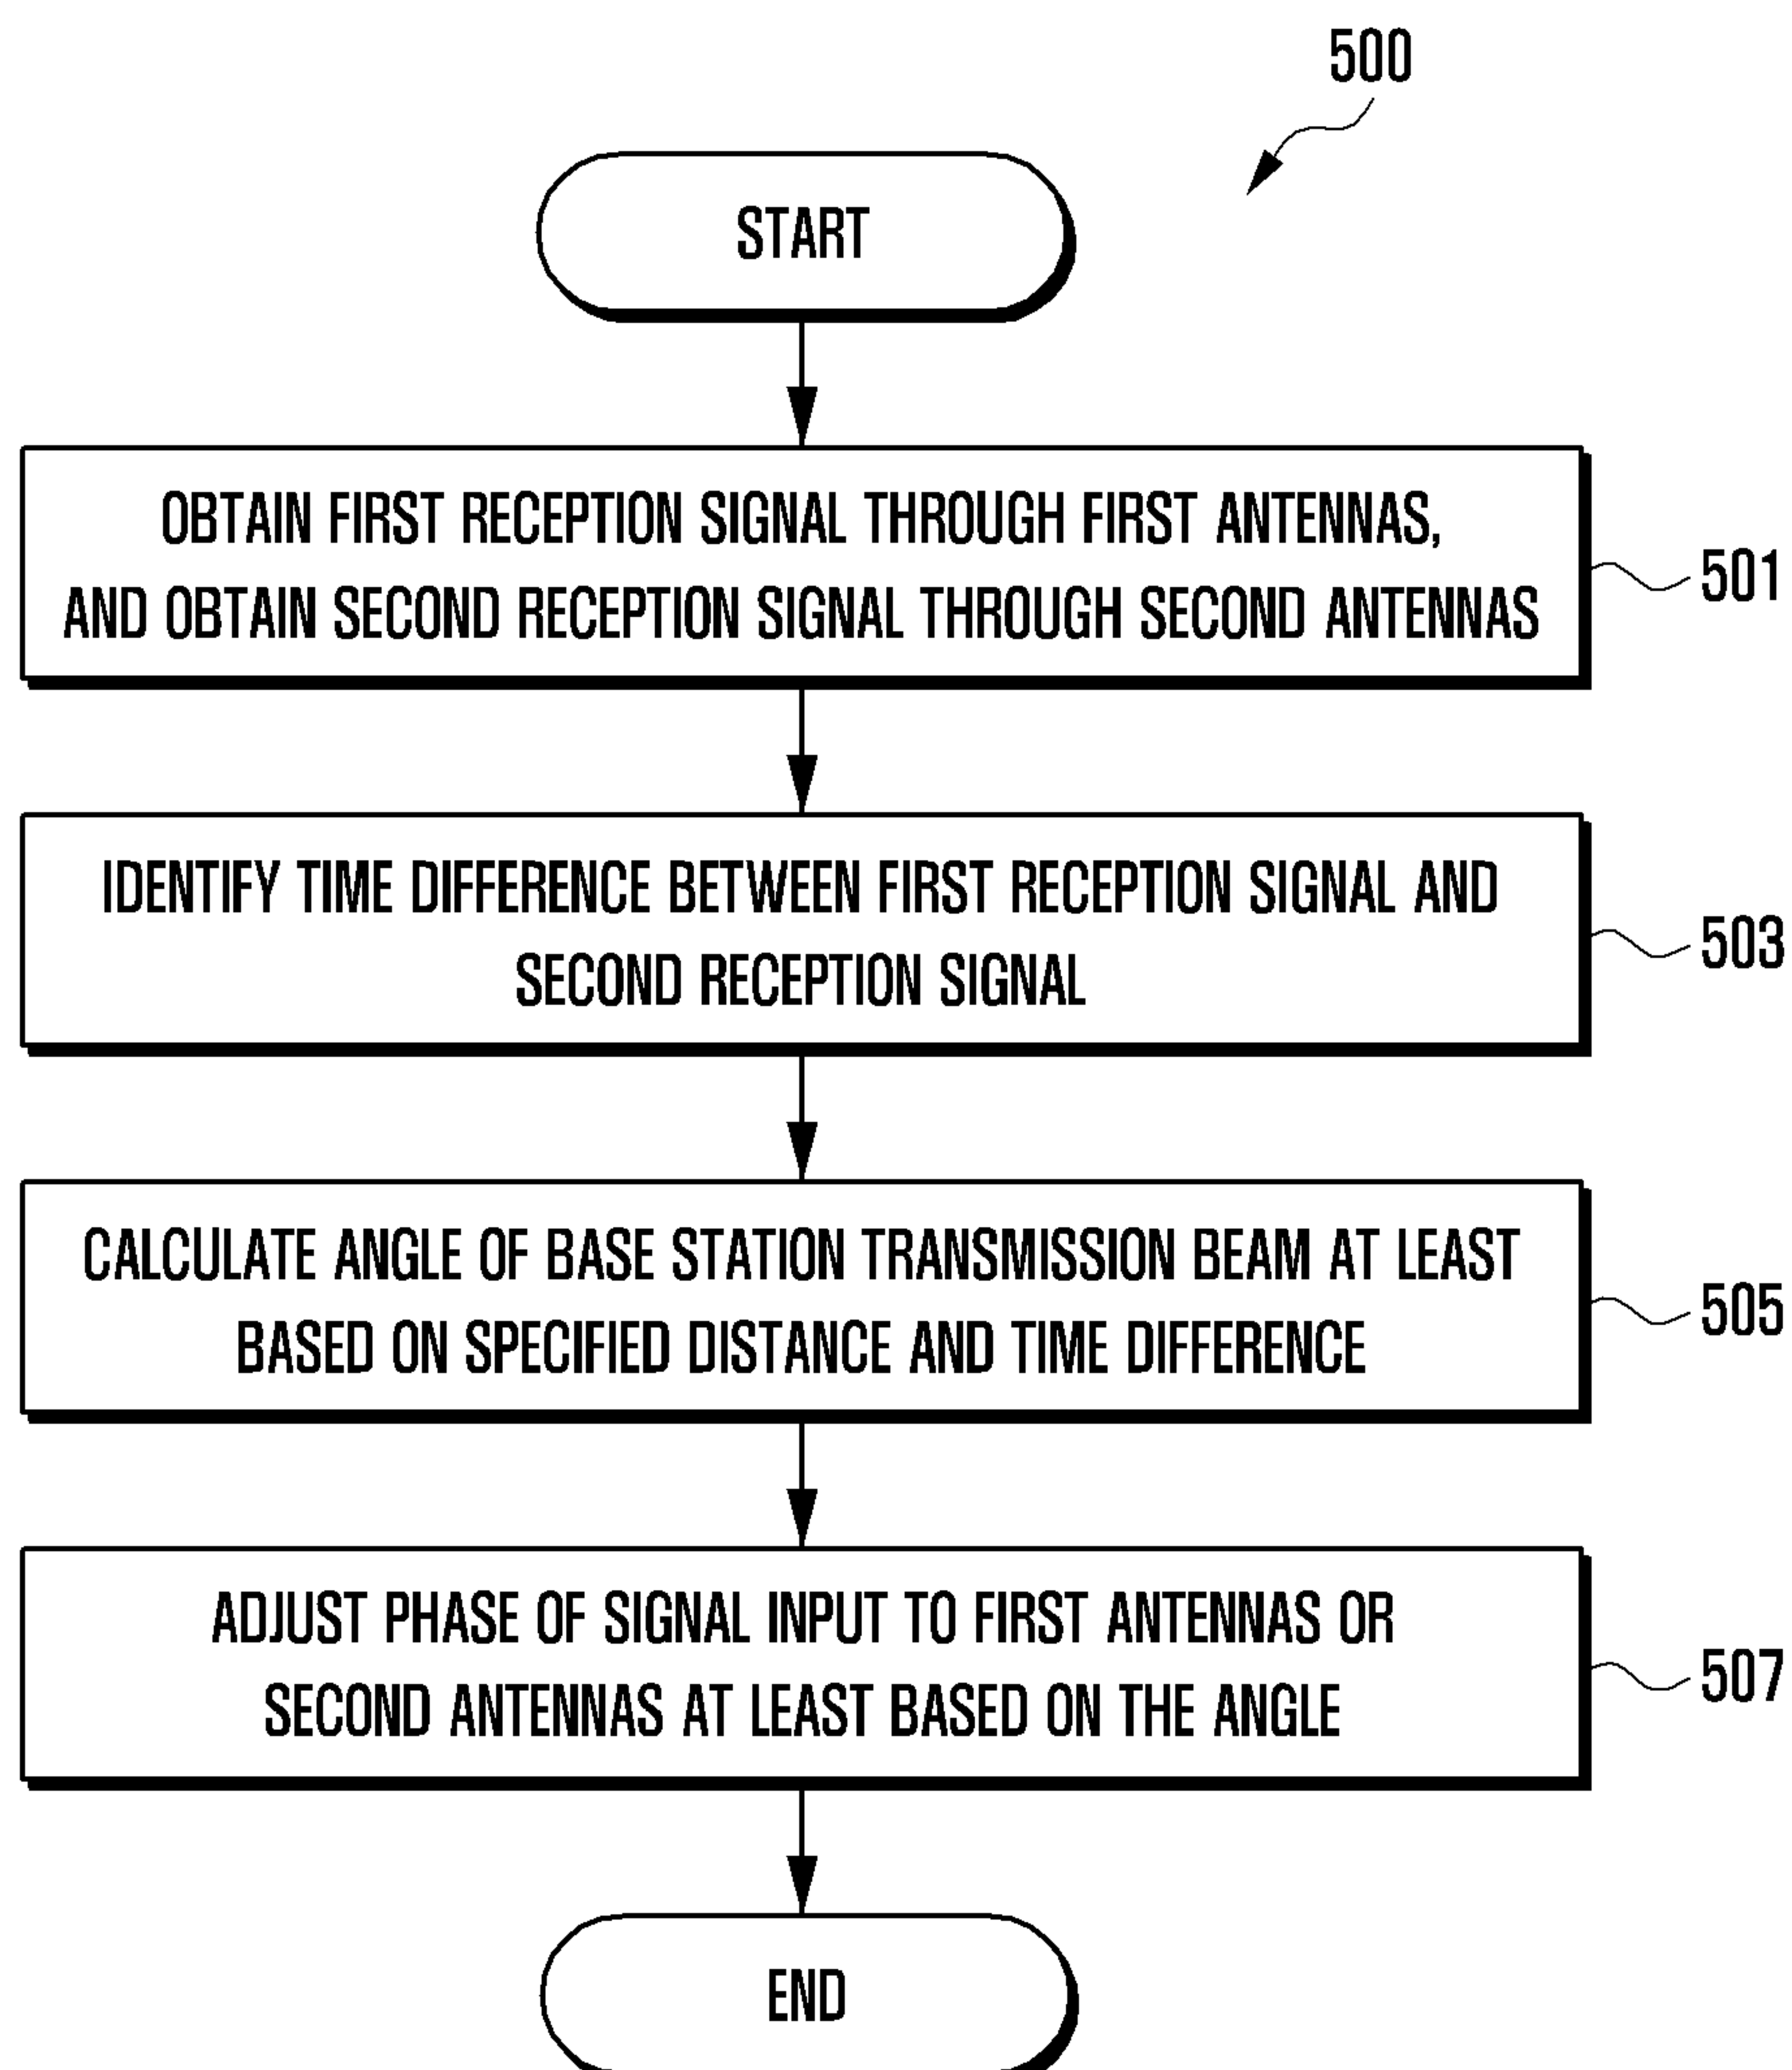 500
START
OBTAIN FIRST RECEPTION SIGNAL THROUGH FIRST ANTENNAS,
AND OBTAIN SECOND RECEPTION SIGNAL THROUGH SECOND ANTENNAS
501
IDENTIFY TIME DIFFERENCE BETWEEN FIRST RECEPTION SIGNAL AND
SECOND RECEPTION SIGNAL
503
CALCULATE ANGLE OF BASE STATION TRANSMISSION BEAM AT LEAST
BASED ON SPECIFIED DISTANCE AND TIME DIFFERENCE
505
ADJUST PHASE OF SIGNAL INPUT TO FIRST ANTENNAS OR
SECOND ANTENNAS AT LEAST BASED ON THE ANGLE
507
END